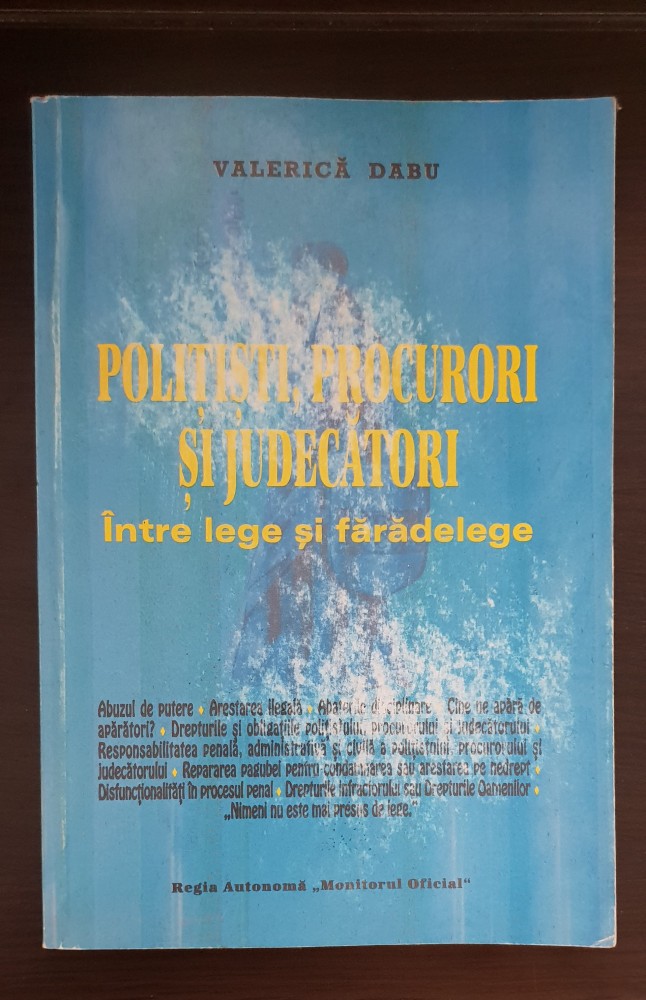 VALERICĂ DABU
POLIȚIȘTI, PROCURORI
ȘI JUDECĂTORI
Între lege și fărădelege
Abuzul de putere ♦ Arestarea ilegală ♦ Abaterile disciplinare ♦ Cine ne apără de
apărători? ♦ Drepturile și obligațiile polițistului, procurorului și judecătorului ♦
Responsabilitatea penală, administrativă și civilă a polițistului, procurorului și
judecătorului ♦ Repararea pagubei pentru condamnarea sau arestarea pe nedrept ♦
Disfuncționalități în procesul penal ♦ Drepturile Infractorului sau Drepturile Oamenilor ♦
„Nimeni nu este mai presus de lege.”
Regia Autonomă „Monitorul Oficial“